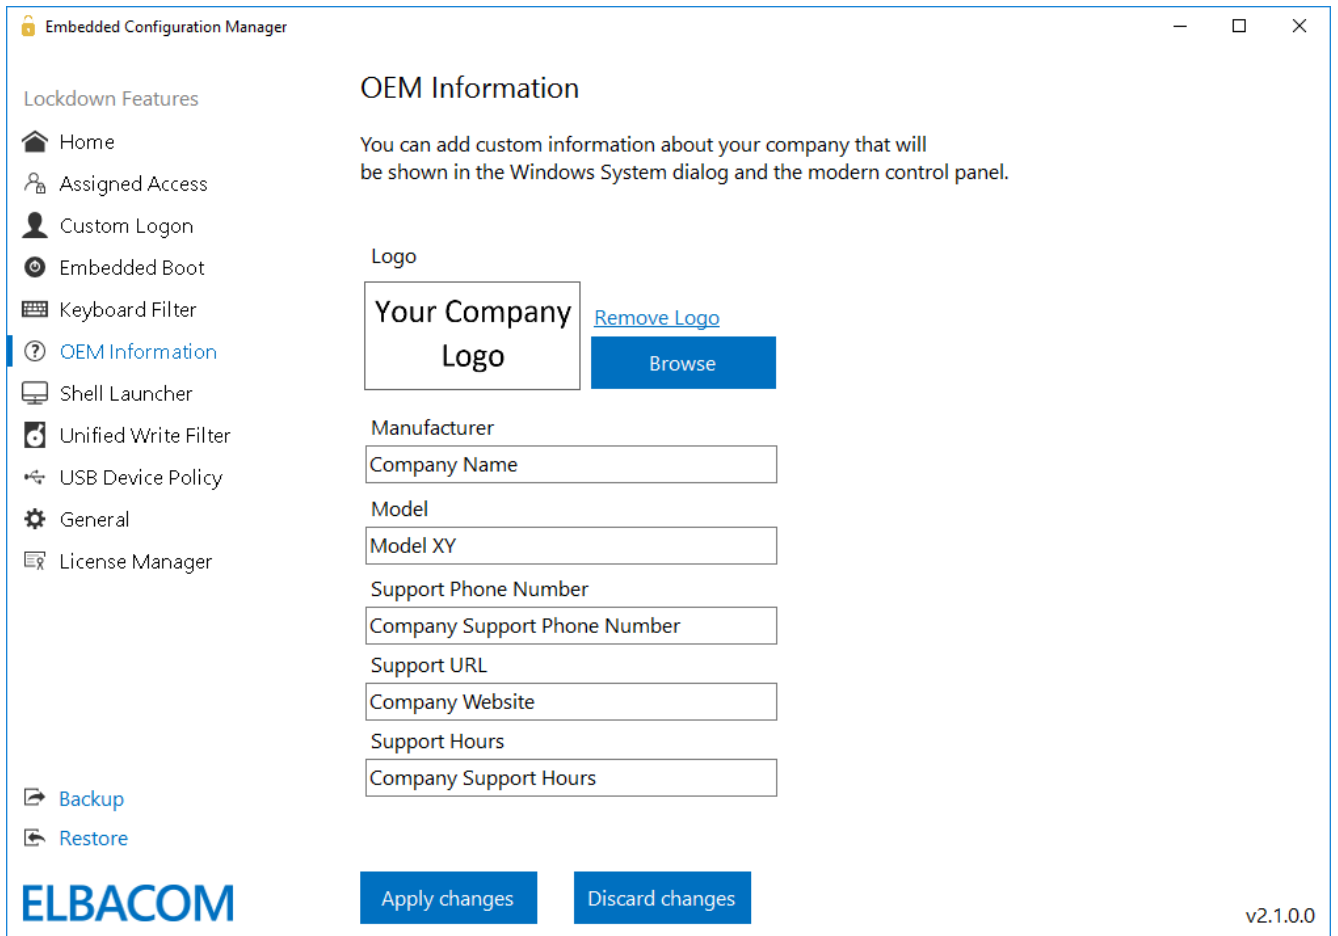 Embedded Configuration Manager
Lockdown Features
Home
Assigned Access
Custom Logon
Embedded Boot
Keyboard Filter
OEM Information
Shell Launcher
Unified Write Filter
USB Device Policy
General
License Manager
Backup
Restore
ELBACOM
OEM Information
You can add custom information about your company that will
be shown in the Windows System dialog and the modern control panel.
Logo
Your Company
Logo
Remove Logo
Browse
Manufacturer
Company Name
Model
Model XY
Support Phone Number
Company Support Phone Number
Support URL
Company Website
Support Hours
Company Support Hours
Apply changes
Discard changes
v2.1.0.0